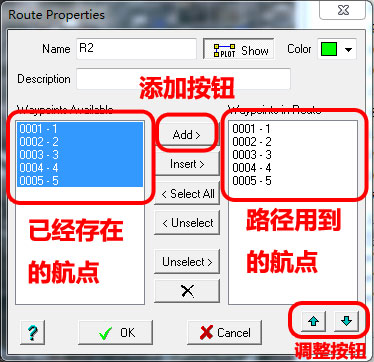 Route Properties
Name R2 PLOT Show Color
Description
添加按钮
Waypoints Available
Waypoints in Route
0001 - 1
0002 - 2
0003 - 3
0004 - 4
0005 - 5
Add >
Insert >
< Select All
< Unselect
Unselect >
0001 - 1
0002 - 2
0003 - 3
0004 - 4
0005 - 5
已经存在
的航点
路径用到
的航点
? OK Cancel
调整按钮